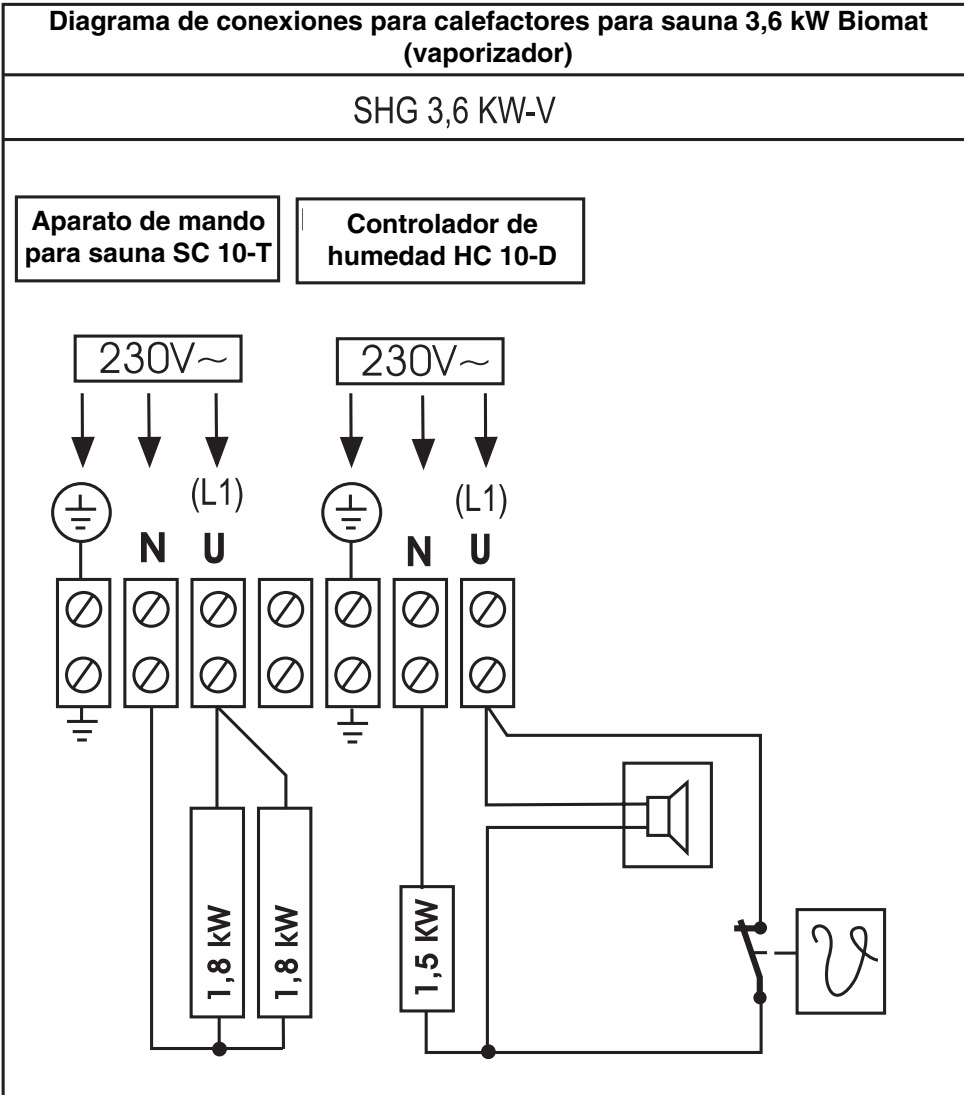 Diagrama de conexiones para calefactores para sauna 3,6 kW Biomat
(vaporizador)
SHG 3,6 KW-V
Aparato de mando
para sauna SC 10-T
Controlador de
humedad HC 10-D
230V~
230V~
(L1)
(L1)
N U
N U
1,8 kW
1,8 kW
1,5 kW
ϑ